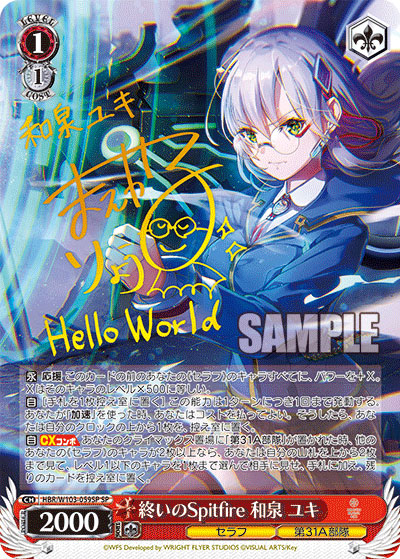 LEVEL
1
1
COST
和泉 ユキ
まえかわ
りょう
Hello World
SAMPLE
永 応援 このカードの前のあなたの《セラフ》のキャラすべてに、パワーを+X。
Xはそのキャラのレベル×500に等しい。
自 [手札を1枚控え室に置く] この能力は1ターンにつき1回まで発動する。
あなたが「加速」を使った時、あなたはコストを払ってよい。そうしたら、あな
たは自分のクロックの上から1枚を、控え室に置く。
自 CXコンボ あなたのクライマックス置場に「第31A部隊」が置かれた時、他の
あなたの《セラフ》のキャラが2枚以上なら、あなたは自分の山札を上から2
枚まで見て、レベル1以下のキャラを1枚まで選んで相手に見せ、手札に加え、残
りのカードを控え室に置く。
CH HBR/W103-059SP SP
2000
終いのSpitfire 和泉 ユキ
セラフ
第31A部隊
©WFS Developed by WRIGHT FLYER STUDIOS ©VISUAL ARTS/Key